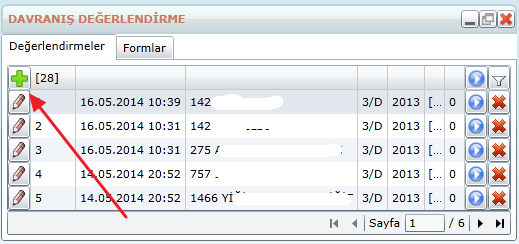 DAVRANIŞ DEĞERLENDİRME
Değerlendirmeler Formlar
[28]
16.05.2014 10:39 142 3/D 2013 [... 0
2 16.05.2014 10:31 142 3/D 2013 [... 0
3 16.05.2014 10:31 275 A 3/D 2013 [... 0
4 14.05.2014 20:52 757 3/D 2013 [... 0
5 14.05.2014 20:52 1466 Yİ 3/D 2013 [... 0
Sayfa 1 / 6